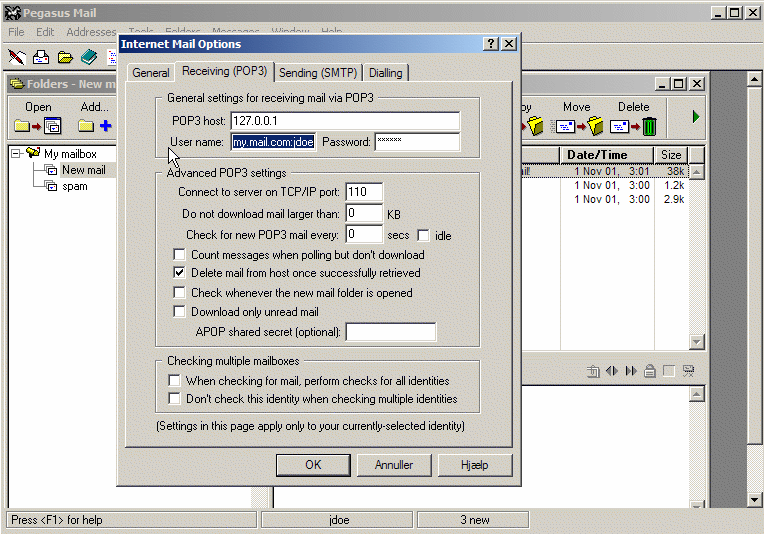 Pegasus Mail
File Edit Addresses Tools Folders Messages Window Help
Internet Mail Options
General Receiving (POP3) Sending (SMTP) Dialling
General settings for receiving mail via POP3
POP3 host: 127.0.0.1
User name: my.mail.com:jdoe Password: ××××××
Advanced POP3 settings
Connect to server on TCP/IP port: 110
Do not download mail larger than: 0 KB
Check for new POP3 mail every: 0 secs idle
Count messages when polling but don't download
Delete mail from host once successfully retrieved
Check whenever the new mail folder is opened
Download only unread mail
APOP shared secret (optional):
Checking multiple mailboxes
When checking for mail, perform checks for all identities
Don't check this identity when checking multiple identities
(Settings in this page apply only to your currently-selected identity)
OK Annuller Hjælp
Folders - New m
Open Add...
My mailbox
New mail
spam
Move Delete
Date/Time Size
1 Nov 01, 3:01 38k
1 Nov 01, 3:00 1.2k
1 Nov 01, 3:00 2.9k
Press <F1> for help jdoe 3 new